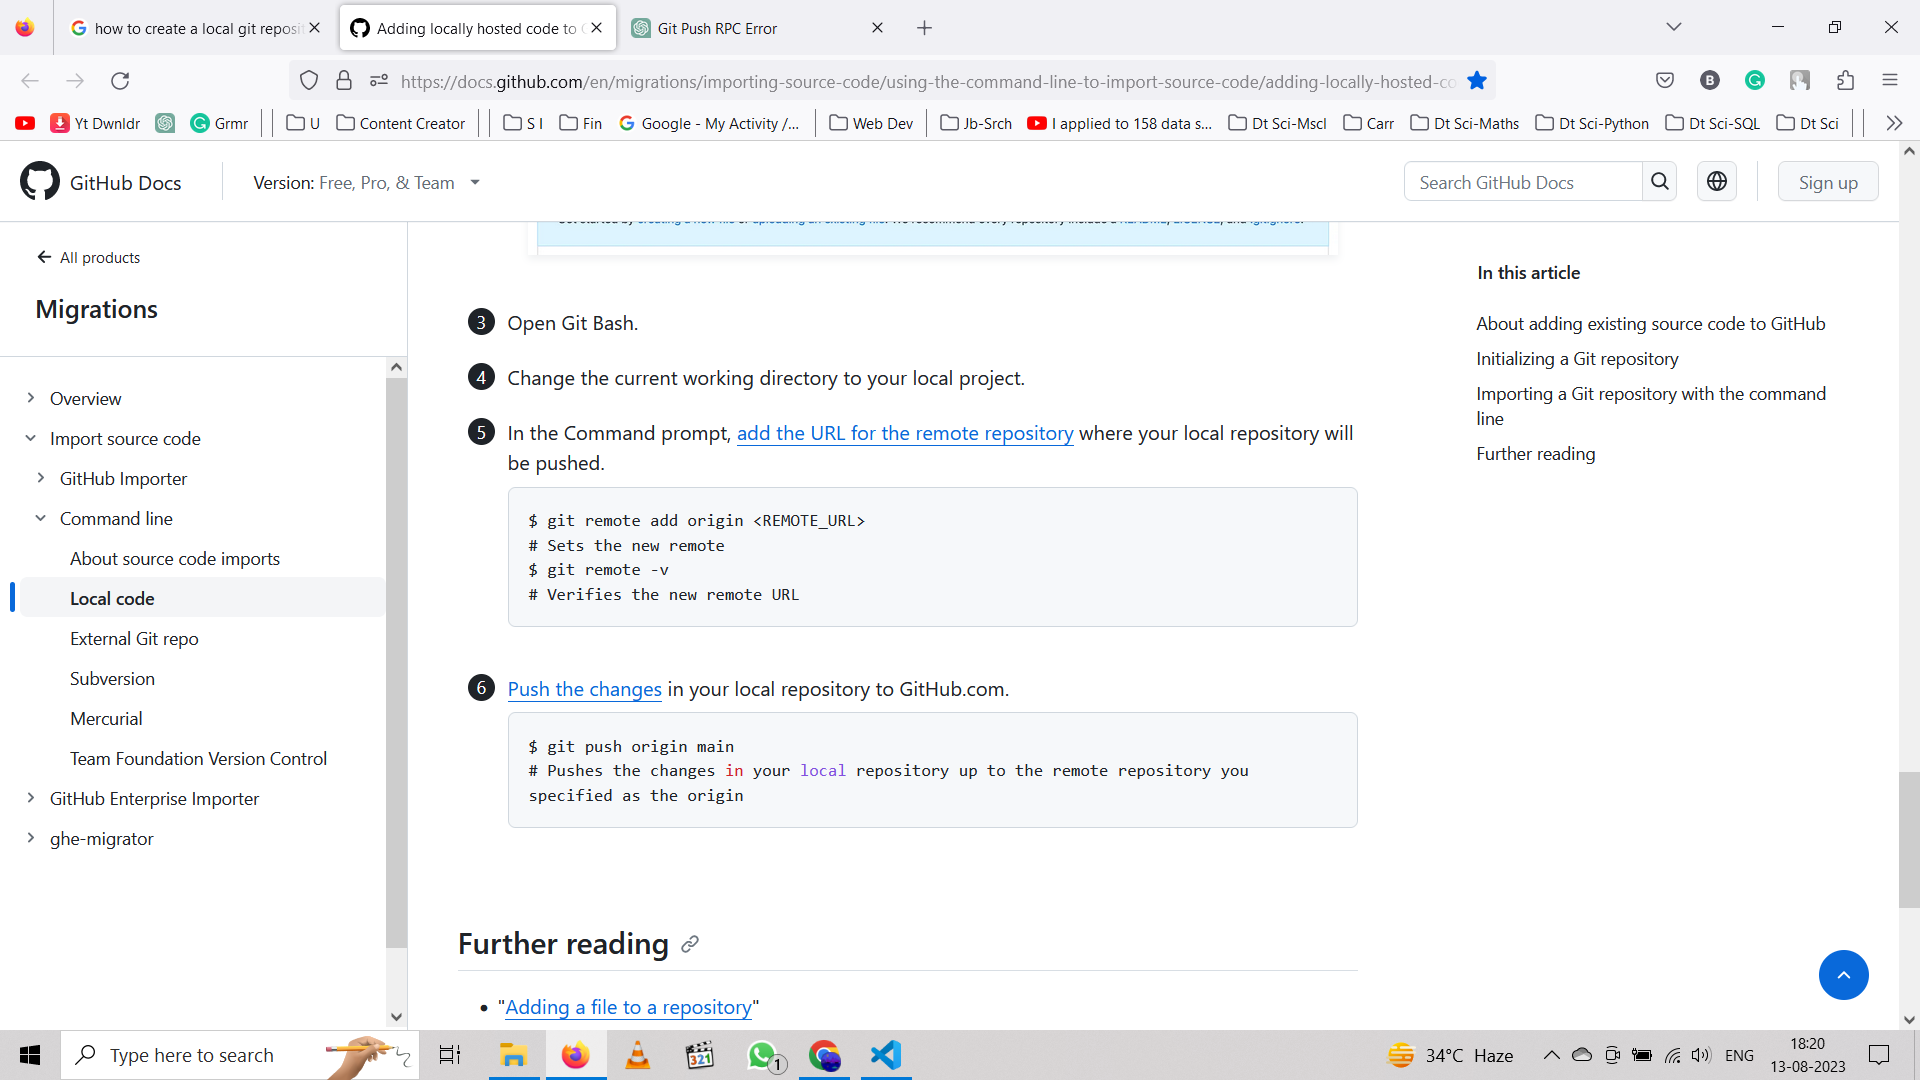 how to create a local git reposit
Adding locally hosted code to
Git Push RPC Error
https://docs.github.com/en/migrations/importing-source-code/using-the-command-line-to-import-source-code/adding-locally-hosted-co
B
Yt Dwnldr
Grmr
U
Content Creator
S I
Fin
Google - My Activity /...
Web Dev
Jb-Srch
I applied to 158 data s...
Dt Sci-Mscl
Carr
Dt Sci-Maths
Dt Sci-Python
Dt Sci-SQL
Dt Sci
GitHub Docs
Version: Free, Pro, & Team
Search GitHub Docs
Sign up
All products
Migrations
Overview
Import source code
GitHub Importer
Command line
About source code imports
Local code
External Git repo
Subversion
Mercurial
Team Foundation Version Control
GitHub Enterprise Importer
ghe-migrator
3 Open Git Bash.
4 Change the current working directory to your local project.
5 In the Command prompt, add the URL for the remote repository where your local repository will
be pushed.
$ git remote add origin <REMOTE_URL>
# Sets the new remote
$ git remote -v
# Verifies the new remote URL
6 Push the changes in your local repository to GitHub.com.
$ git push origin main
# Pushes the changes in your local repository up to the remote repository you
specified as the origin
Further reading
• "Adding a file to a repository"
In this article
About adding existing source code to GitHub
Initializing a Git repository
Importing a Git repository with the command
line
Further reading
Type here to search
321
1
34°C Haze
ENG
18:20
13-08-2023